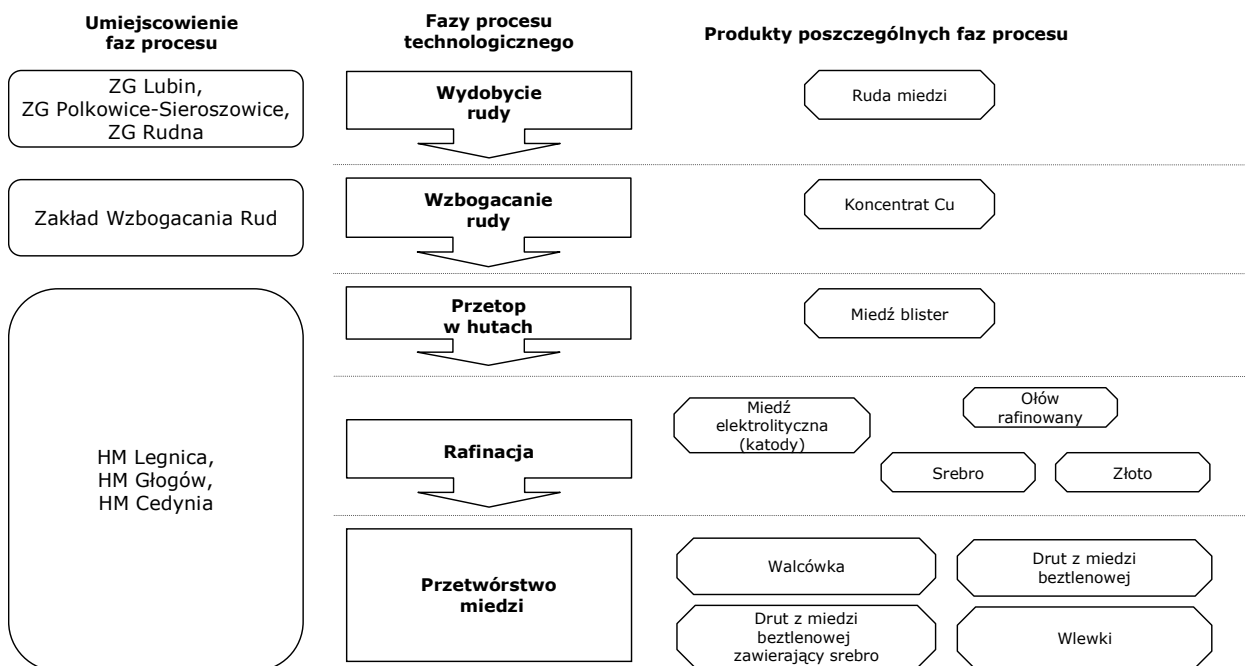 Umiejscowienie
faz procesu
Fazy procesu
technologicznego
Produkty poszczególnych faz procesu
ZG Lubin,
ZG Polkowice-Sieroszowice,
ZG Rudna
Wydobycie
rudy
Ruda miedzi
Zakład Wzbogacania Rud
Wzbogacanie
rudy
Koncentrat Cu
Przetop
w hutach
Miedź blister
HM Legnica,
HM Głogów,
HM Cedynia
Rafinacja
Miedź
elektrolityczna
(katody)
Ołów
rafinowany
Srebro
Złoto
Przetwórstwo
miedzi
Walcówka
Drut z miedzi
beztlenowej
Drut z miedzi
beztlenowej
zawierający srebro
Wlewki